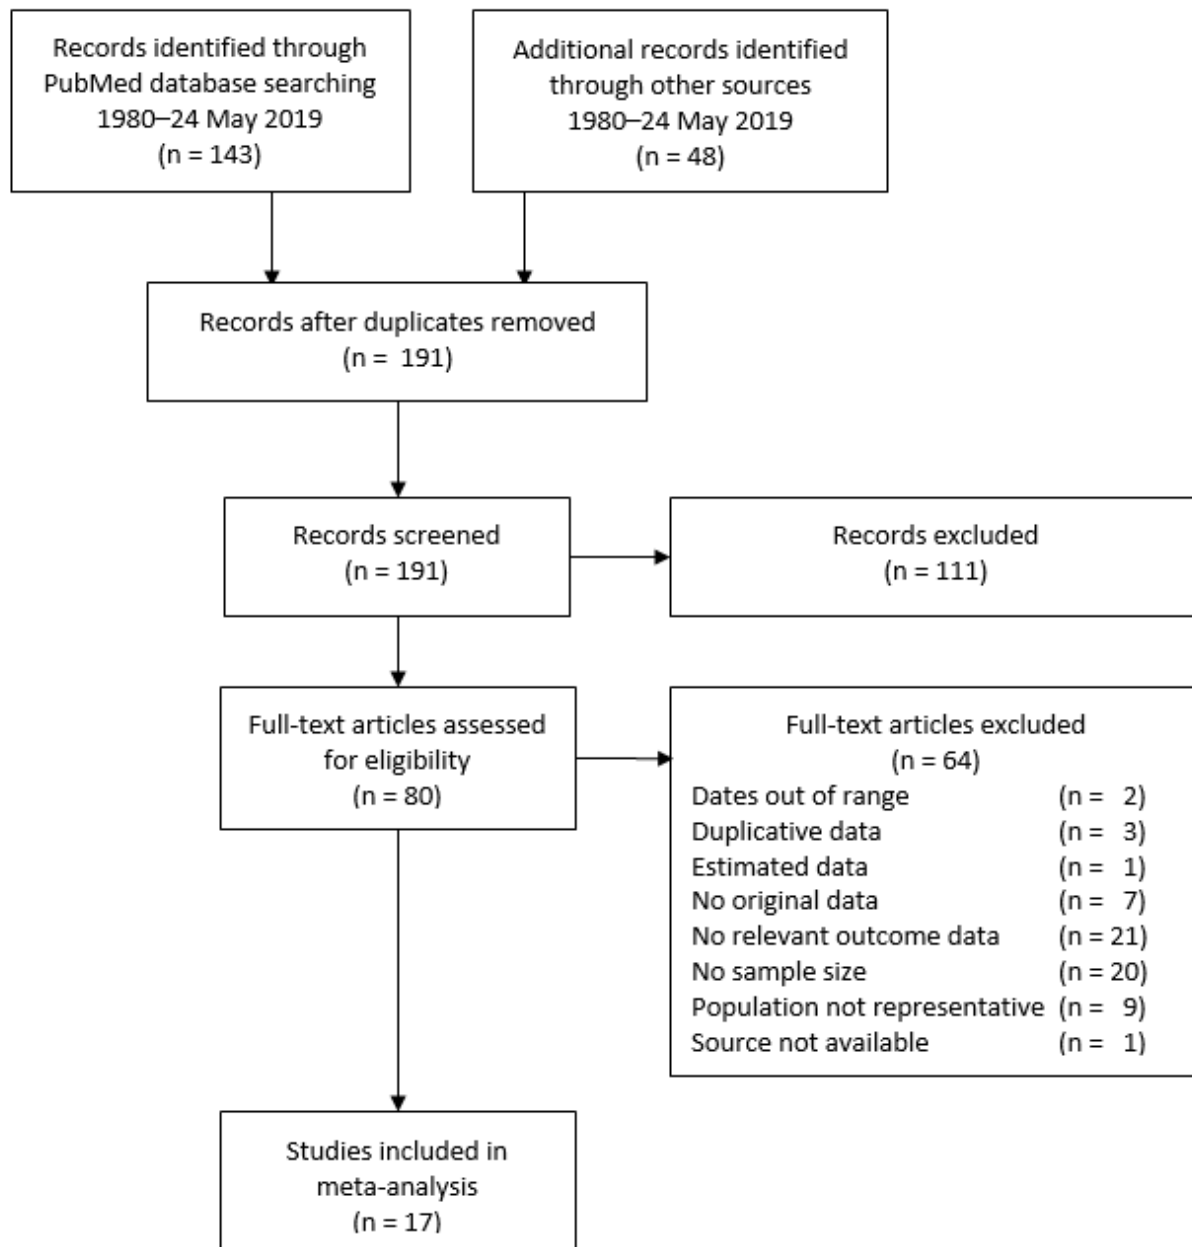 Records identified through
PubMed database searching
1980–24 May 2019
(n = 143)
Additional records identified
through other sources
1980–24 May 2019
(n = 48)
Records after duplicates removed
(n =  191)
Records screened
(n = 191)
Records excluded
(n = 111)
Full-text articles assessed
for eligibility
(n = 80)
Full-text articles excluded
(n = 64)
Dates out of range (n =  2)
Duplicative data (n =  3)
Estimated data (n =  1)
No original data (n =  7)
No relevant outcome data (n = 21)
No sample size (n = 20)
Population not representative (n =  9)
Source not available (n =  1)
Studies included in
meta-analysis
(n = 17)